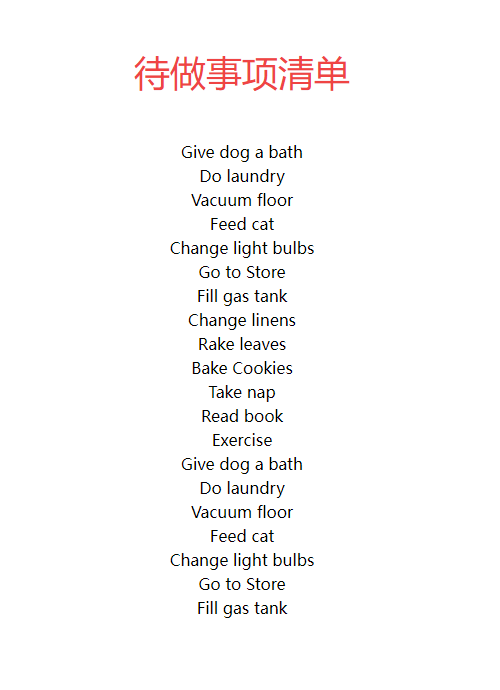 待做事项清单
Give dog a bath
Do laundry
Vacuum floor
Feed cat
Change light bulbs
Go to Store
Fill gas tank
Change linens
Rake leaves
Bake Cookies
Take nap
Read book
Exercise
Give dog a bath
Do laundry
Vacuum floor
Feed cat
Change light bulbs
Go to Store
Fill gas tank